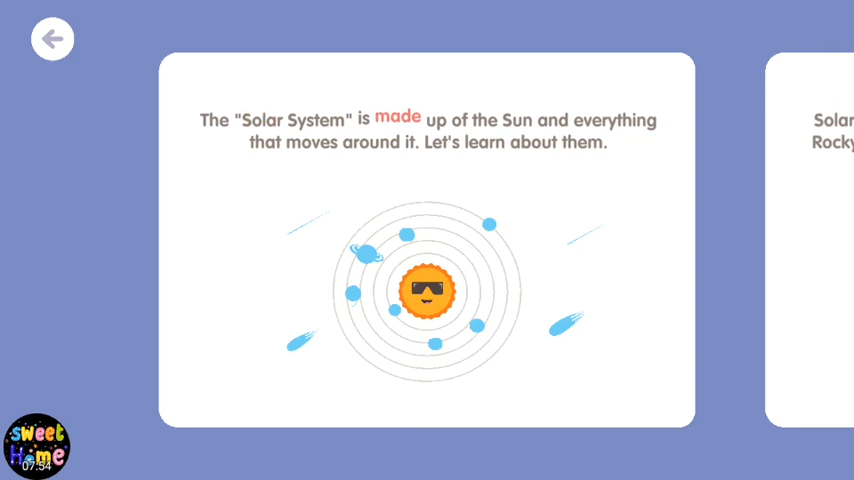 The "Solar System" is made up of the Sun and everything
that moves around it. Let's learn about them.
Solar
Rocky
sweet
Home
07:54